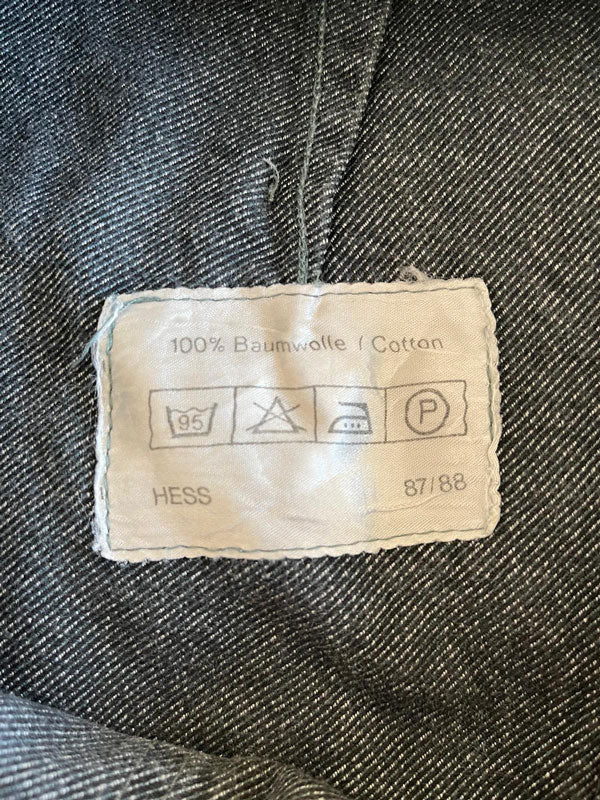 100% Baumwolle / Cotton
95 P
HESS 87/88